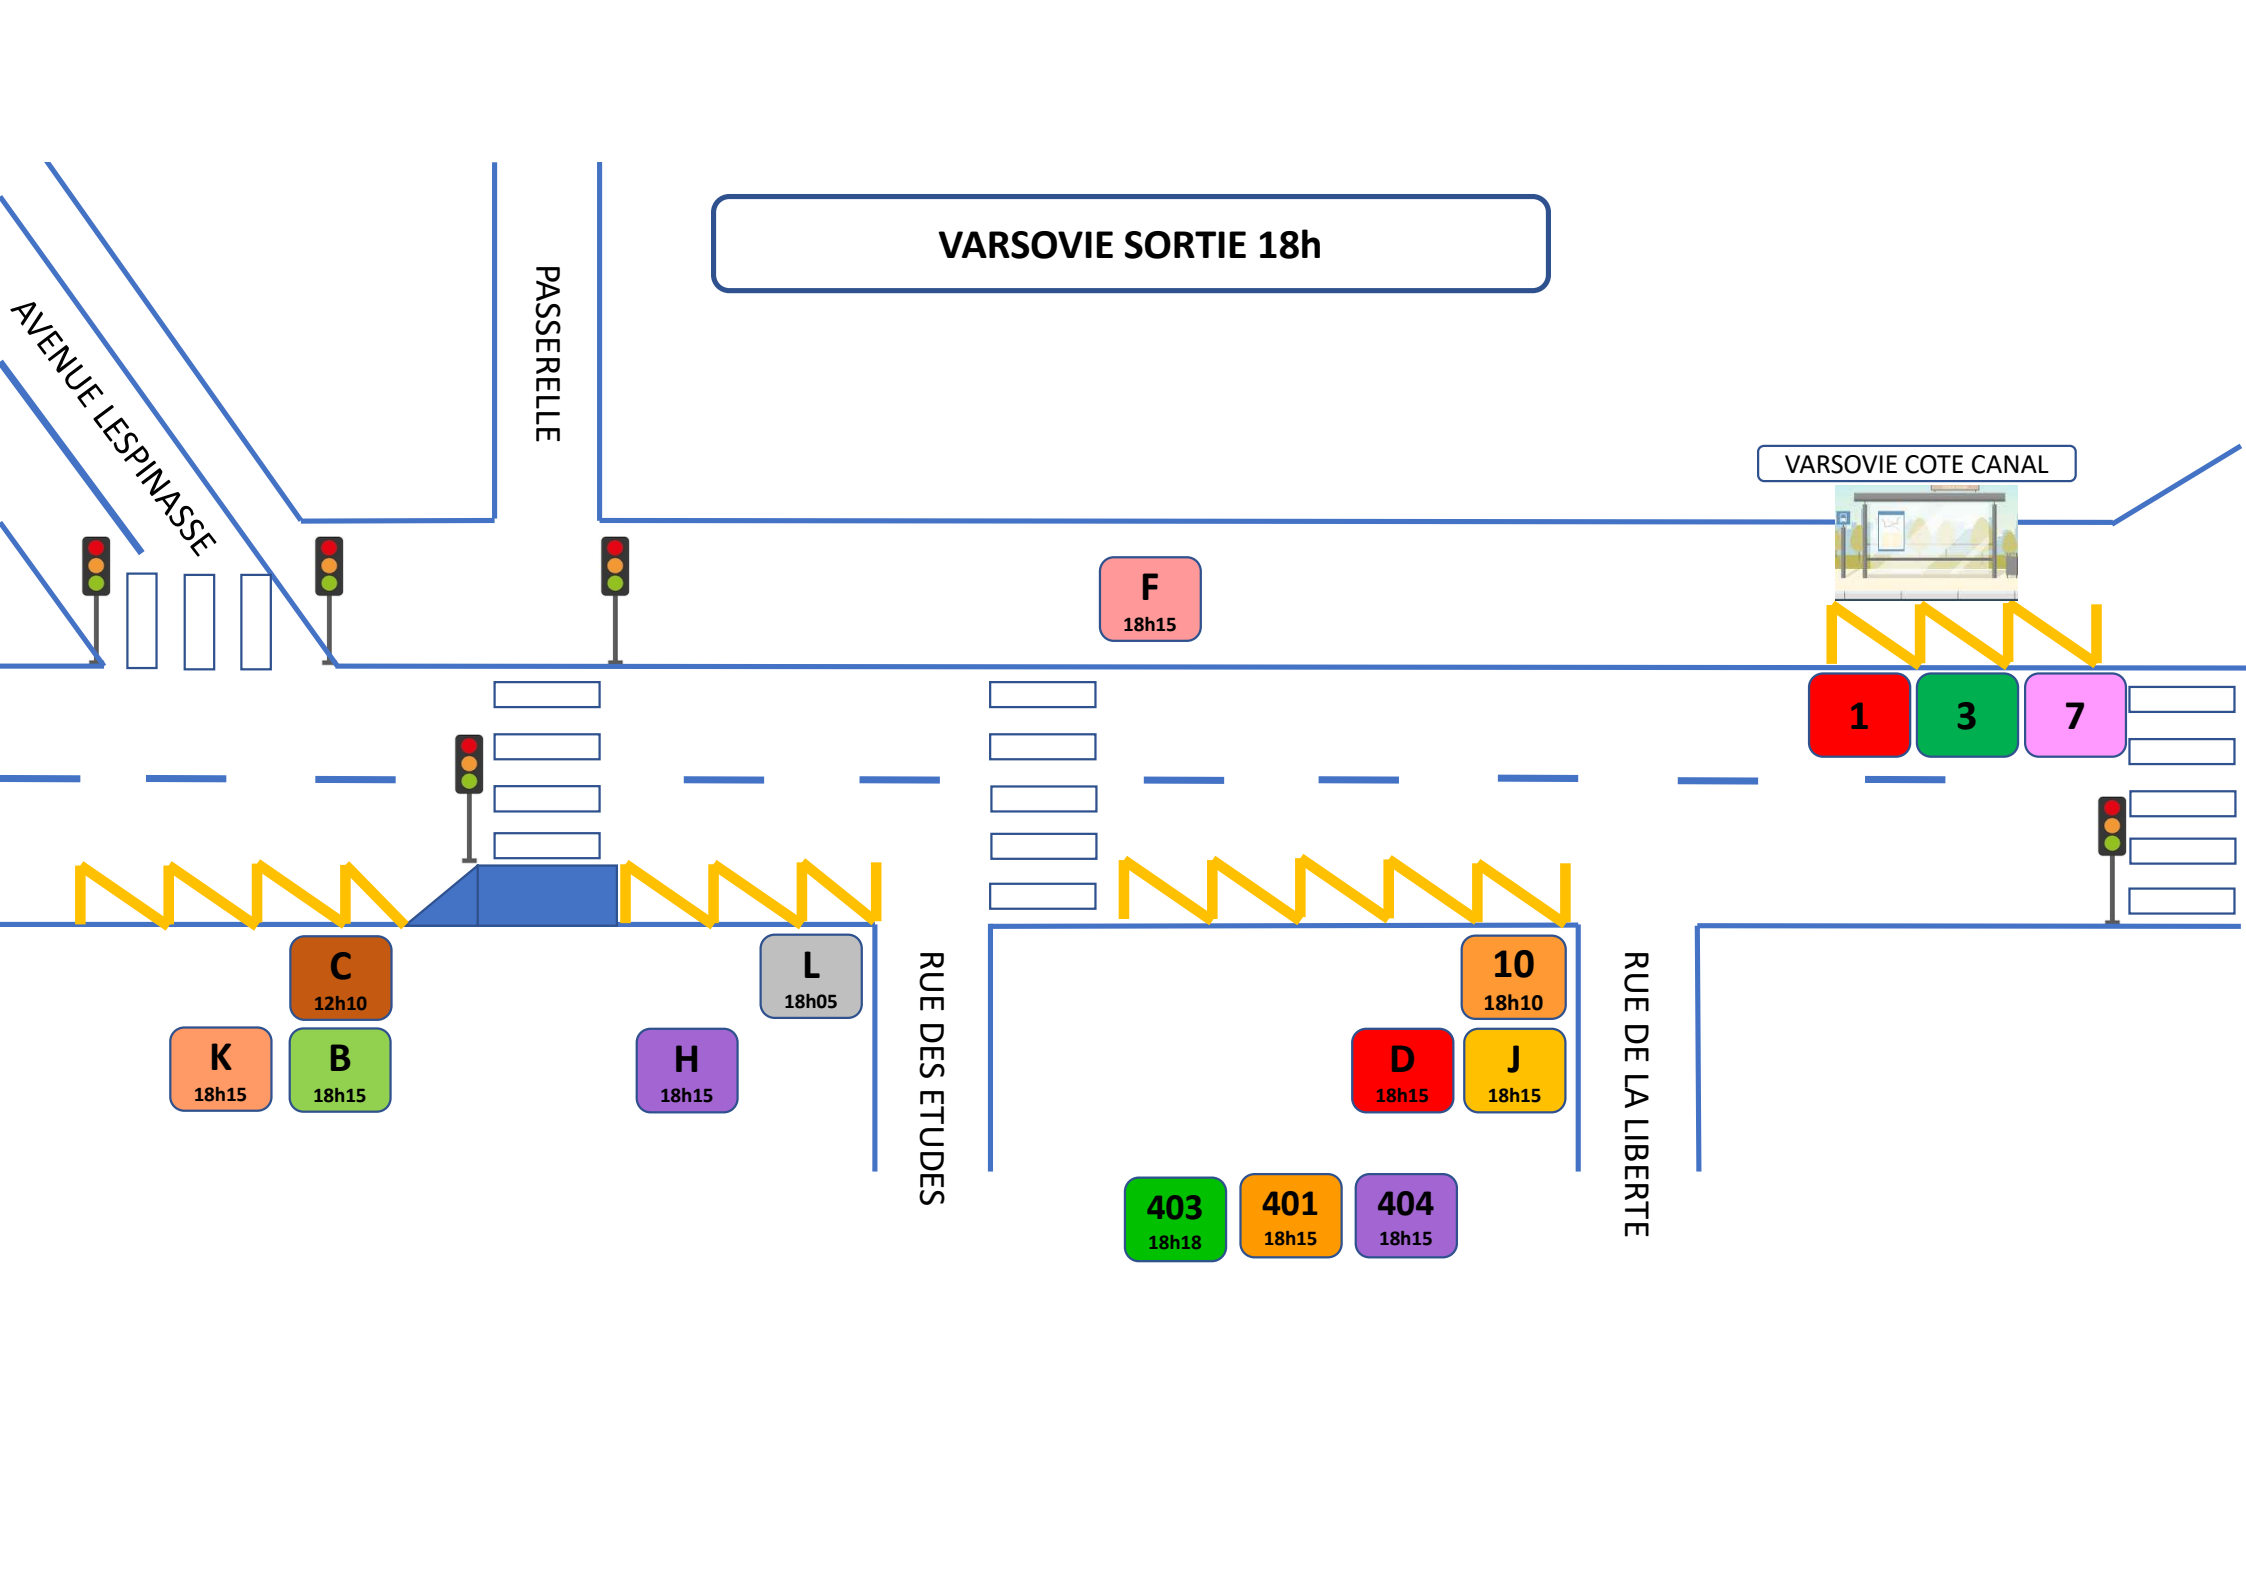 VARSOVIE SORTIE 18h
PASSERELLE
AVENUE LESPINASSE
VARSOVIE COTE CANAL
F
18h15
1
3
7
C
12h10
L
18h05
10
18h10
K
18h15
B
18h15
H
18h15
D
18h15
J
18h15
RUE DES ETUDES
RUE DE LA LIBERTE
403
18h18
401
18h15
404
18h15